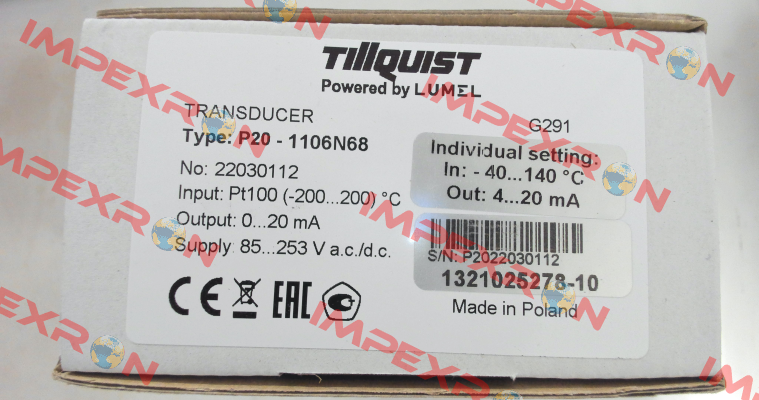 TILLQUIST
Powered by LUMEL
TRANSDUCER
Type: P20 - 1106N68
No: 22030112
Input: Pt100 (-200...200) °C
Output: 0...20 mA
Supply: 85...253 V a.c./d.c.
CE
EAC
G291
Individual setting:
In: - 40...140 °C
Out: 4...20 mA
S/N: P2022030112
1321025278-10
Made in Poland
IMPEXRON
IMPEXRON
IMPEXRON
IMPEXRON
IMPEXRON
IMPEXRON